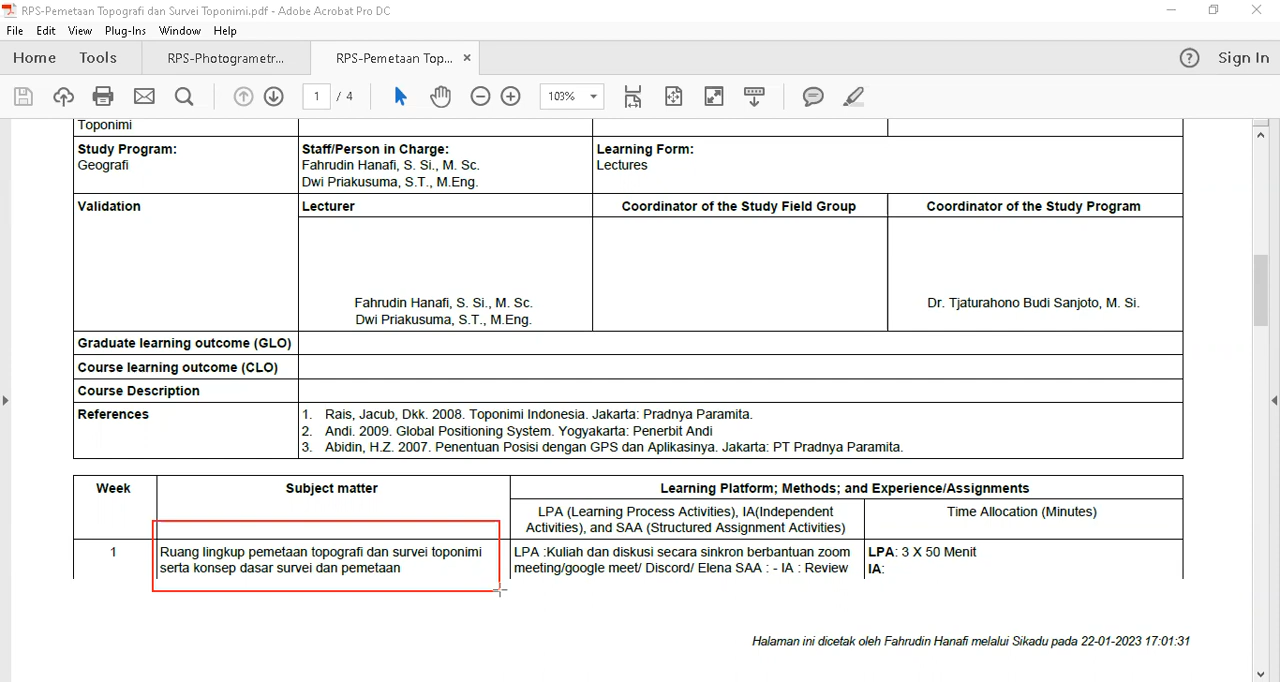 RPS-Pemetaan Topografi dan Survei Toponimi.pdf - Adobe Acrobat Pro DC
File Edit View Plug-Ins Window Help
Home Tools RPS-Photogrametr... RPS-Pemetaan Top... × ? Sign In
1 / 4 103%
Toponimi
Study Program:
Geografi
Staff/Person in Charge:
Fahrudin Hanafi, S. Si., M. Sc.
Dwi Priakusuma, S.T., M.Eng.
Learning Form:
Lectures
Validation
Lecturer
Coordinator of the Study Field Group
Coordinator of the Study Program
Fahrudin Hanafi, S. Si., M. Sc.
Dwi Priakusuma, S.T., M.Eng.
Dr. Tjaturahono Budi Sanjoto, M. Si.
Graduate learning outcome (GLO)
Course learning outcome (CLO)
Course Description
References
1. Rais, Jacub, Dkk. 2008. Toponimi Indonesia. Jakarta: Pradnya Paramita.
2. Andi. 2009. Global Positioning System. Yogyakarta: Penerbit Andi
3. Abidin, H.Z. 2007. Penentuan Posisi dengan GPS dan Aplikasinya. Jakarta: PT Pradnya Paramita.
Week
Subject matter
Learning Platform; Methods; and Experience/Assignments
LPA (Learning Process Activities), IA(Independent
Activities), and SAA (Structured Assignment Activities)
Time Allocation (Minutes)
1
Ruang lingkup pemetaan topografi dan survei toponimi
serta konsep dasar survei dan pemetaan
LPA :Kuliah dan diskusi secara sinkron berbantuan zoom
meeting/google meet/ Discord/ Elena SAA : - IA : Review
LPA: 3 X 50 Menit
IA:
Halaman ini dicetak oleh Fahrudin Hanafi melalui Sikadu pada 22-01-2023 17:01:31